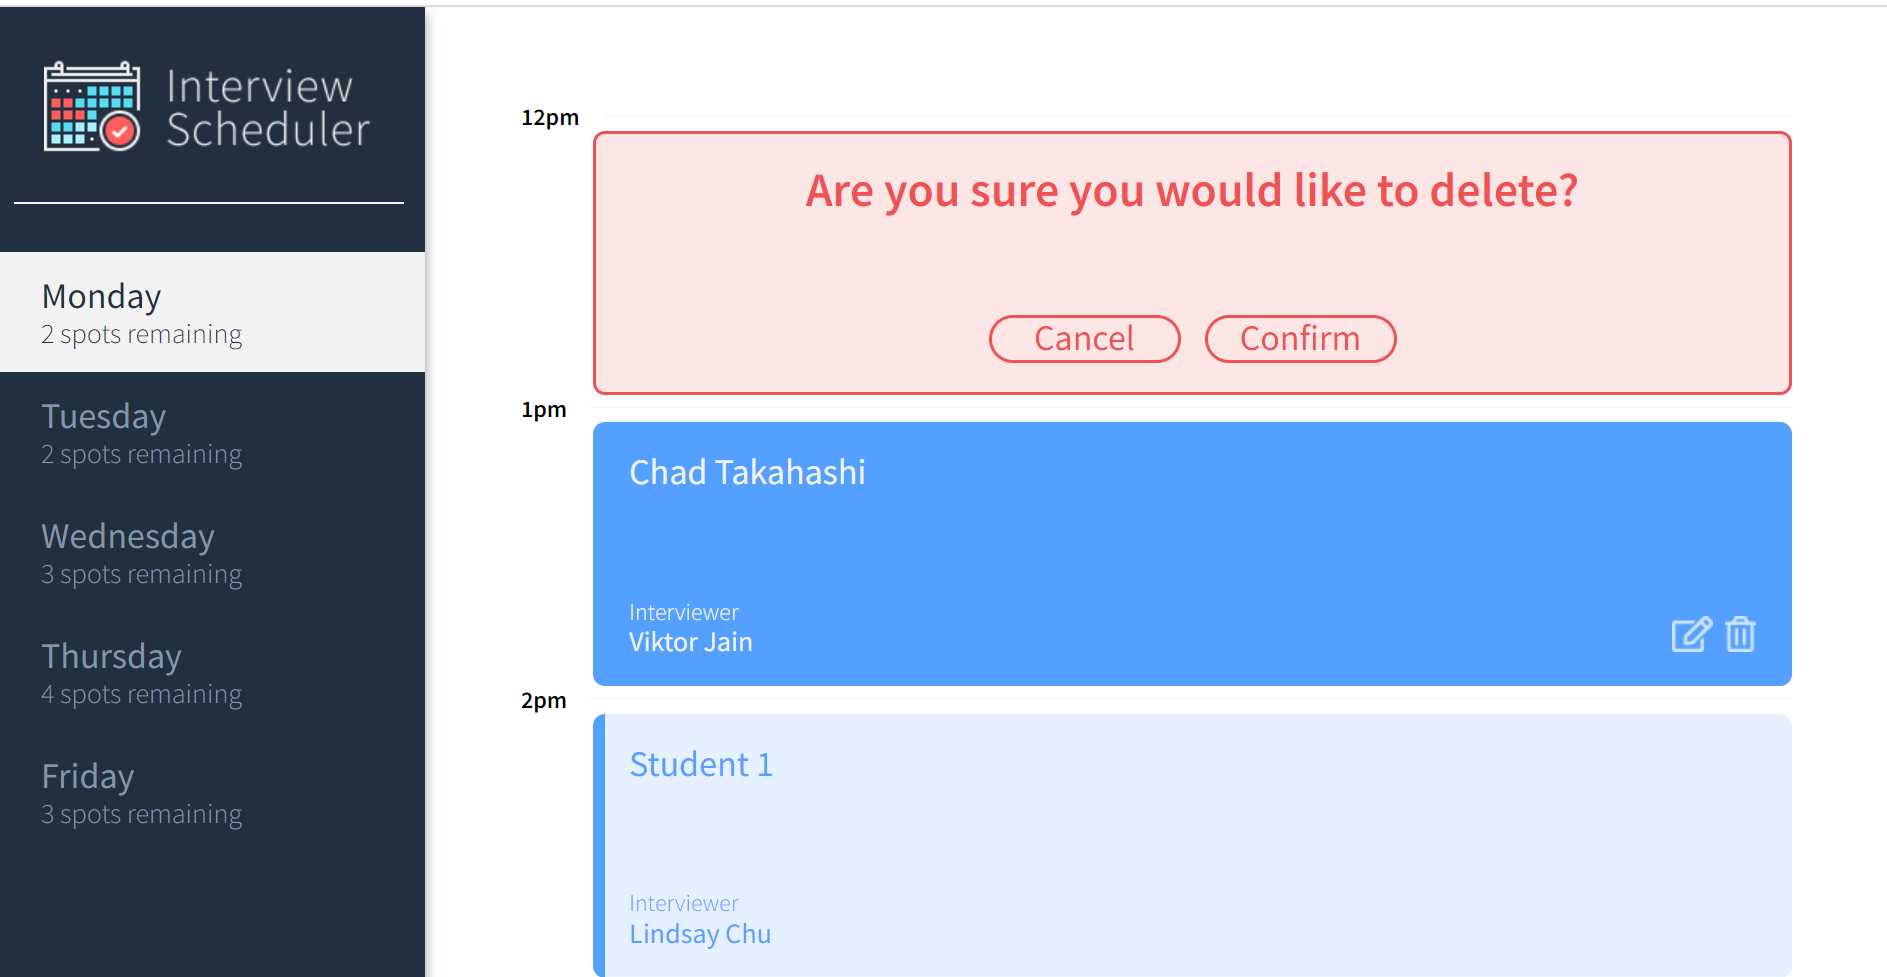 Interview
Scheduler
Monday
2 spots remaining
Tuesday
2 spots remaining
Wednesday
3 spots remaining
Thursday
4 spots remaining
Friday
3 spots remaining
12pm
Are you sure you would like to delete?
Cancel Confirm
1pm
Chad Takahashi
Interviewer
Viktor Jain
2pm
Student 1
Interviewer
Lindsay Chu